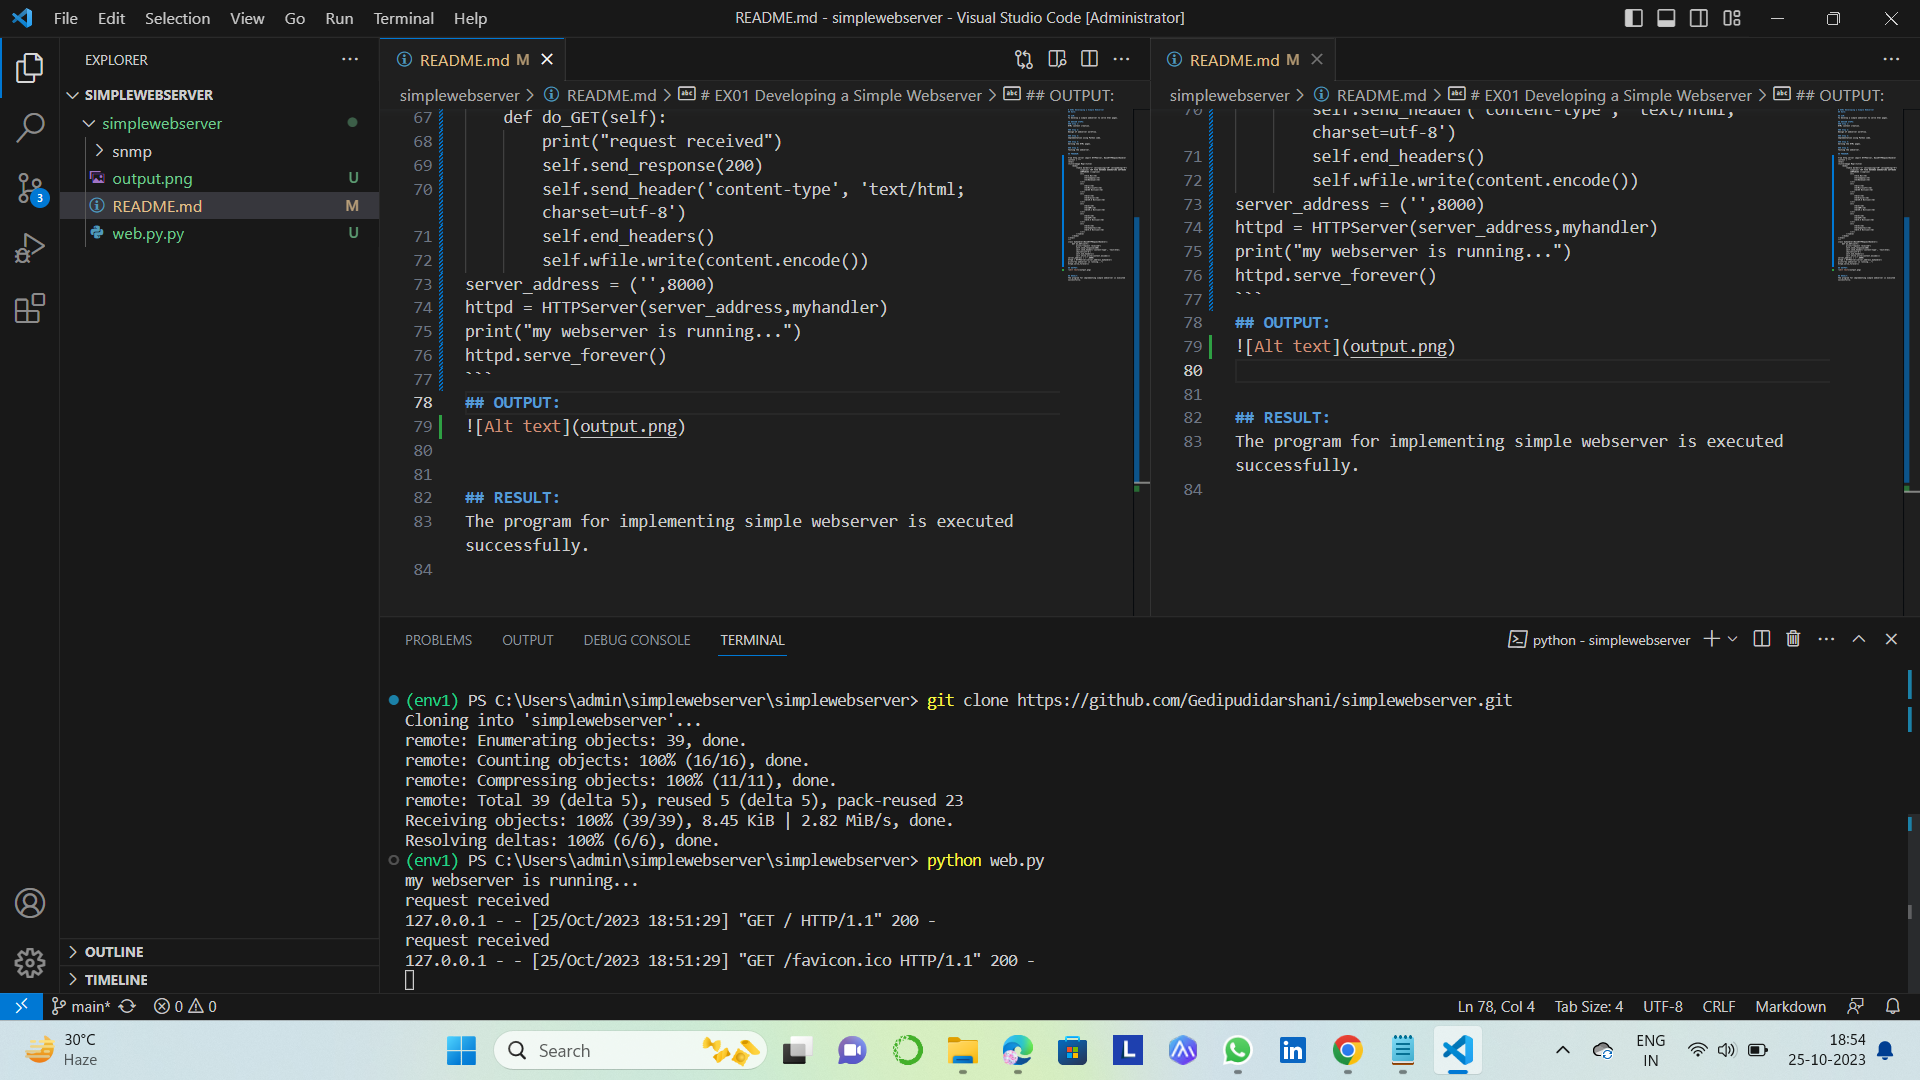 File Edit Selection View Go Run Terminal Help
README.md - simplewebserver - Visual Studio Code [Administrator]
EXPLORER
SIMPLEWEBSERVER
simplewebserver
snmp
output.png U
README.md M
web.py.py U
OUTLINE
TIMELINE
README.md M
simplewebserver > README.md > # EX01 Developing a Simple Webserver > ## OUTPUT:
67 def do_GET(self):
68 print("request received")
69 self.send_response(200)
70 self.send_header('content-type', 'text/html;
charset=utf-8')
71 self.end_headers()
72 self.wfile.write(content.encode())
73 server_address = ('',8000)
74 httpd = HTTPServer(server_address,myhandler)
75 print("my webserver is running...")
76 httpd.serve_forever()
77 ```
78 ## OUTPUT:
79 ![Alt text](output.png)
80
81
82 ## RESULT:
83 The program for implementing simple webserver is executed
successfully.
84
README.md M
simplewebserver > README.md > # EX01 Developing a Simple Webserver > ## OUTPUT:
70 self.send_header('content-type', 'text/html;
charset=utf-8')
71 self.end_headers()
72 self.wfile.write(content.encode())
73 server_address = ('',8000)
74 httpd = HTTPServer(server_address,myhandler)
75 print("my webserver is running...")
76 httpd.serve_forever()
77 ```
78 ## OUTPUT:
79 ![Alt text](output.png)
80
81
82 ## RESULT:
83 The program for implementing simple webserver is executed
successfully.
84
PROBLEMS OUTPUT DEBUG CONSOLE TERMINAL
python - simplewebserver
(env1) PS C:\Users\admin\simplewebserver\simplewebserver> git clone https://github.com/Gedipudidarshani/simplewebserver.git
Cloning into 'simplewebserver'...
remote: Enumerating objects: 39, done.
remote: Counting objects: 100% (16/16), done.
remote: Compressing objects: 100% (11/11), done.
remote: Total 39 (delta 5), reused 5 (delta 5), pack-reused 23
Receiving objects: 100% (39/39), 8.45 KiB | 2.82 MiB/s, done.
Resolving deltas: 100% (6/6), done.
(env1) PS C:\Users\admin\simplewebserver\simplewebserver> python web.py
my webserver is running...
request received
127.0.0.1 - - [25/Oct/2023 18:51:29] "GET / HTTP/1.1" 200 -
request received
127.0.0.1 - - [25/Oct/2023 18:51:29] "GET /favicon.ico HTTP/1.1" 200 -
3
main* 0 0
Ln 78, Col 4 Tab Size: 4 UTF-8 CRLF Markdown
30°C
Haze
Search
L
in
ENG
IN
18:54
25-10-2023